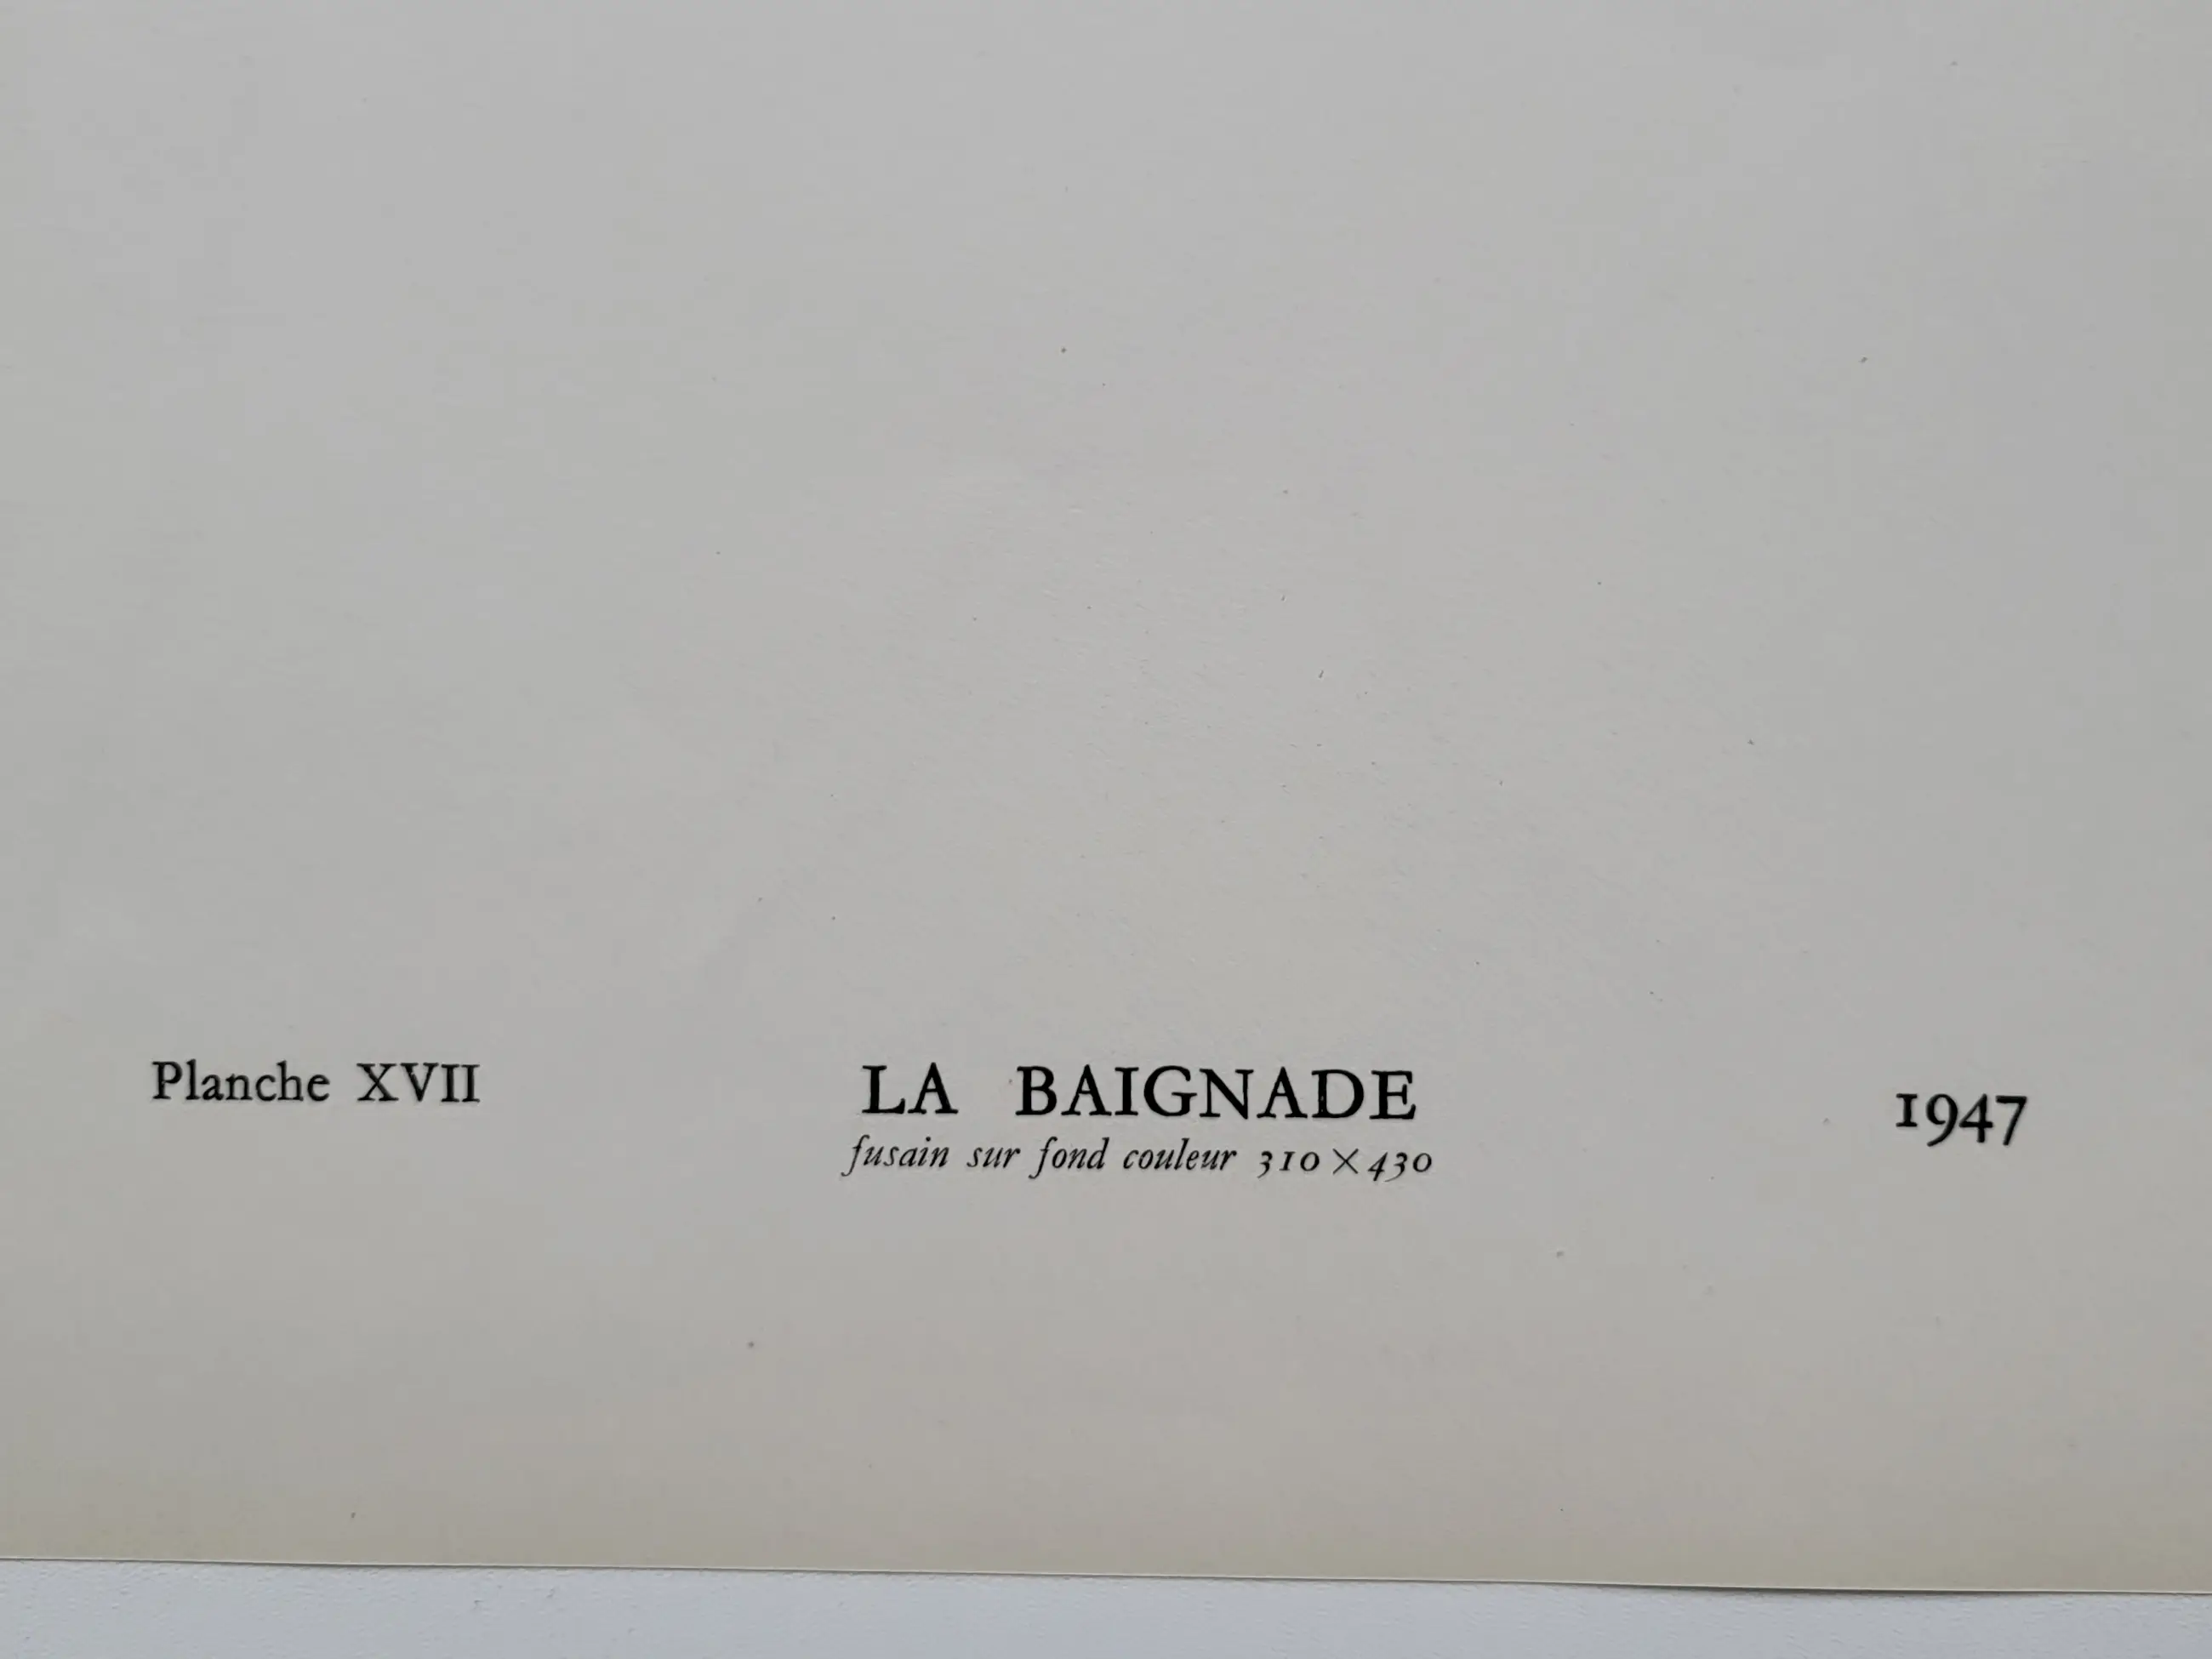 Planche XVII
LA BAIGNADE
fusain sur fond couleur 310 × 430
1947